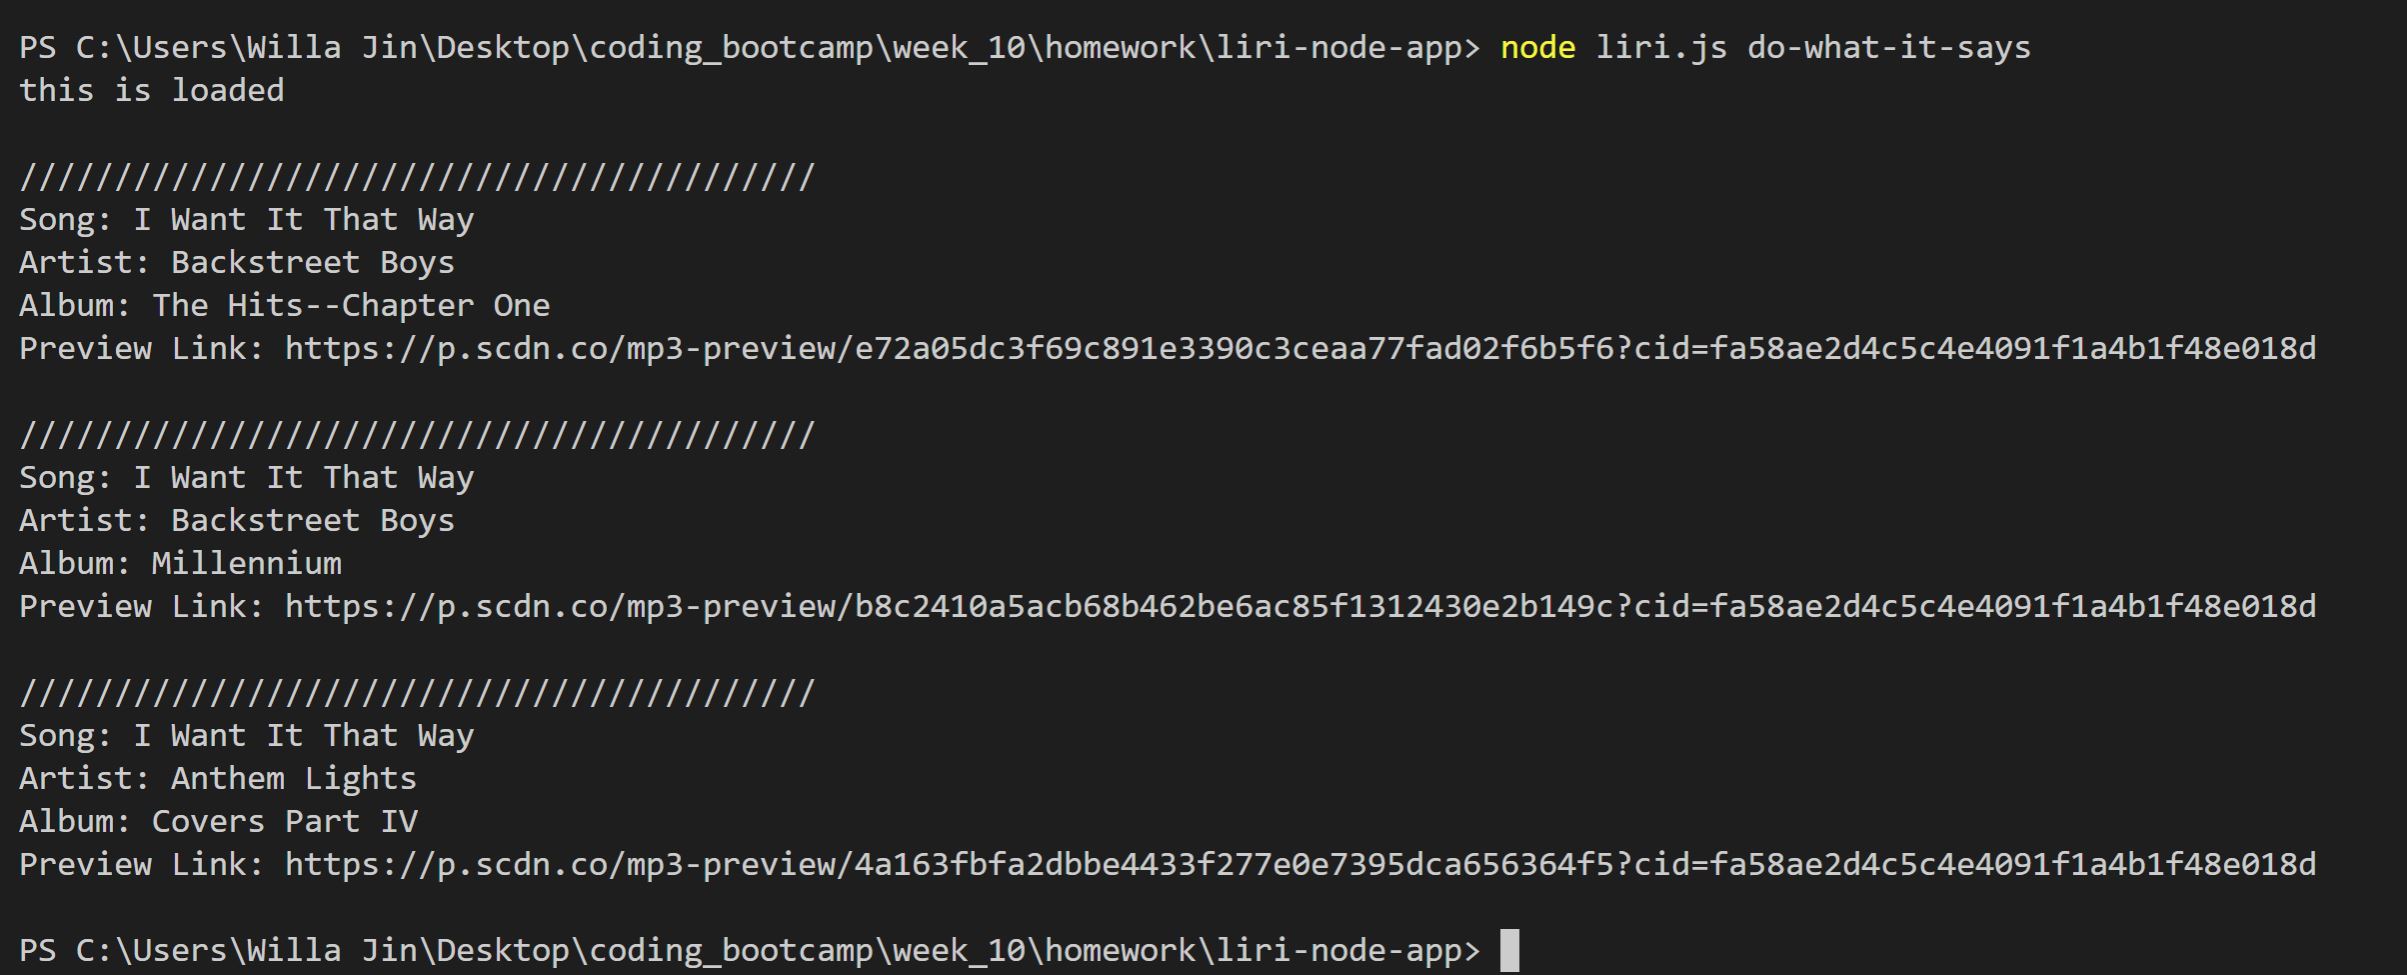 PS C:\Users\Willa Jin\Desktop\coding_bootcamp\week_10\homework\liri-node-app> node liri.js do-what-it-says
this is loaded
//////////////////////////////////////////
Song: I Want It That Way
Artist: Backstreet Boys
Album: The Hits--Chapter One
Preview Link: https://p.scdn.co/mp3-preview/e72a05dc3f69c891e3390c3ceaa77fad02f6b5f6?cid=fa58ae2d4c5c4e4091f1a4b1f48e018d
//////////////////////////////////////////
Song: I Want It That Way
Artist: Backstreet Boys
Album: Millennium
Preview Link: https://p.scdn.co/mp3-preview/b8c2410a5acb68b462be6ac85f1312430e2b149c?cid=fa58ae2d4c5c4e4091f1a4b1f48e018d
//////////////////////////////////////////
Song: I Want It That Way
Artist: Anthem Lights
Album: Covers Part IV
Preview Link: https://p.scdn.co/mp3-preview/4a163fbfa2dbbe4433f277e0e7395dca656364f5?cid=fa58ae2d4c5c4e4091f1a4b1f48e018d
PS C:\Users\Willa Jin\Desktop\coding_bootcamp\week_10\homework\liri-node-app>